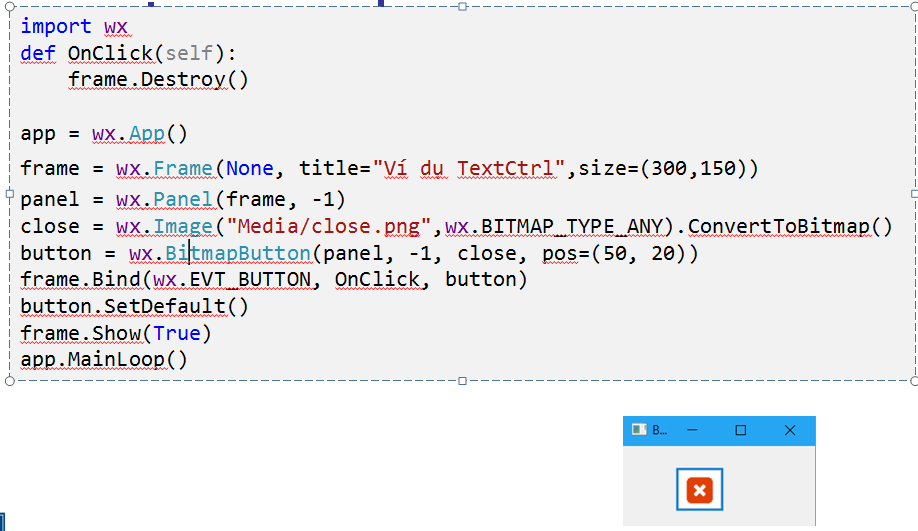 import wx
def OnClick(self):
    frame.Destroy()
app = wx.App()
frame = wx.Frame(None, title="Ví du TextCtrl",size=(300,150))
panel = wx.Panel(frame, -1)
close = wx.Image("Media/close.png",wx.BITMAP_TYPE_ANY).ConvertToBitmap()
button = wx.BitmapButton(panel, -1, close, pos=(50, 20))
frame.Bind(wx.EVT_BUTTON, OnClick, button)
button.SetDefault()
frame.Show(True)
app.MainLoop()
B...